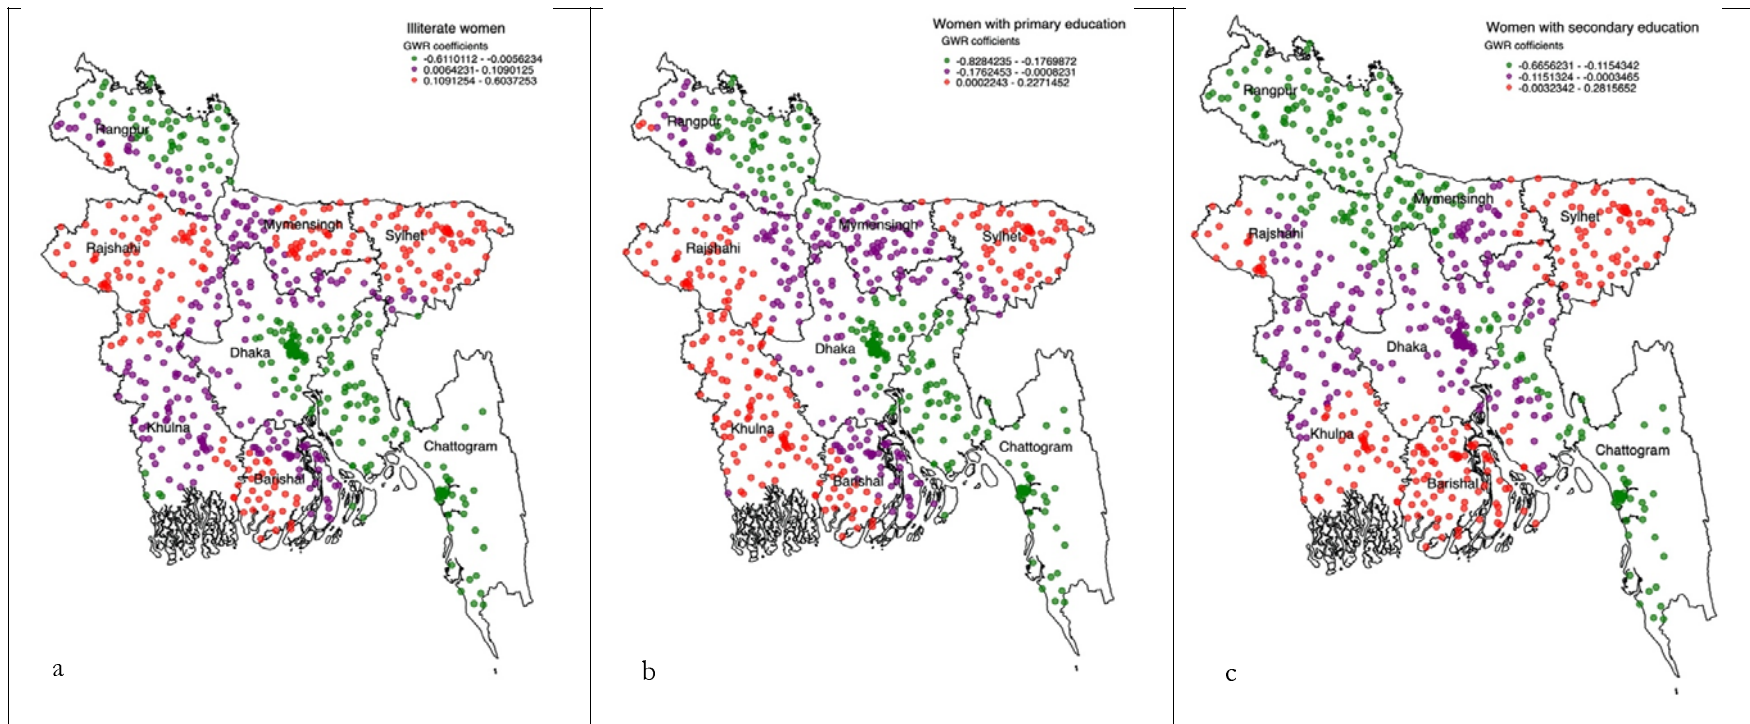 Illiterate women
GWR coefficients
-0.6110112 - -0.0056234
0.0064231- 0.1090125
0.1091254 - 0.6037253
Rangpur
Mymensingh
Sylhet
Rajshahi
Dhaka
Khulna
Chattogram
Barishal
a
Women with primary education
GWR cofficients
-0.8284235 - -0.1769872
-0.1762453 - -0.0008231
0.0002243 - 0.2271452
Rangpur
Mymensingh
Sylhet
Rajshahi
Dhaka
Khulna
Chattogram
Barishal
b
Women with secondary education
GWR cofficients
-0.6656231 - -0.1154342
-0.1151324 - -0.0003465
-0.0032342 - 0.2815652
Rangpur
Mymensingh
Sylhet
Rajshahi
Dhaka
Khulna
Chattogram
Barishal
c